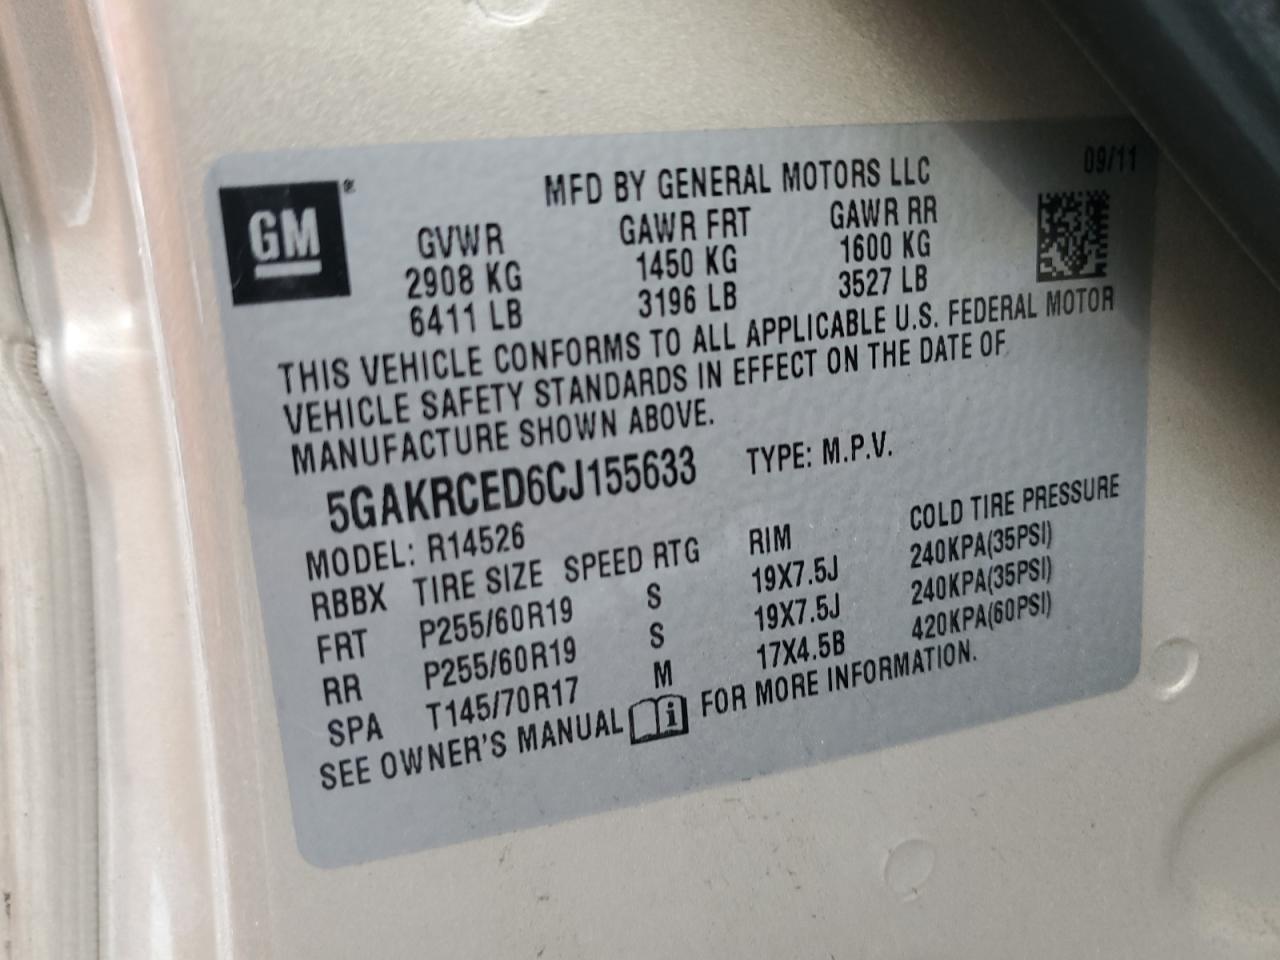 MFD BY GENERAL MOTORS LLC 09/11
GM ®
GVWR GAWR FRT GAWR RR
2908 KG 1450 KG 1600 KG
6411 LB 3196 LB 3527 LB
THIS VEHICLE CONFORMS TO ALL APPLICABLE U.S. FEDERAL MOTOR
VEHICLE SAFETY STANDARDS IN EFFECT ON THE DATE OF
MANUFACTURE SHOWN ABOVE.
5GAKRCED6CJ155633 TYPE: M.P.V.
MODEL: R14526
RBBX TIRE SIZE SPEED RTG RIM COLD TIRE PRESSURE
FRT P255/60R19 S 19X7.5J 240KPA(35PSI)
RR P255/60R19 S 19X7.5J 240KPA(35PSI)
SPA T145/70R17 M 17X4.5B 420KPA(60PSI)
SEE OWNER'S MANUAL i FOR MORE INFORMATION.